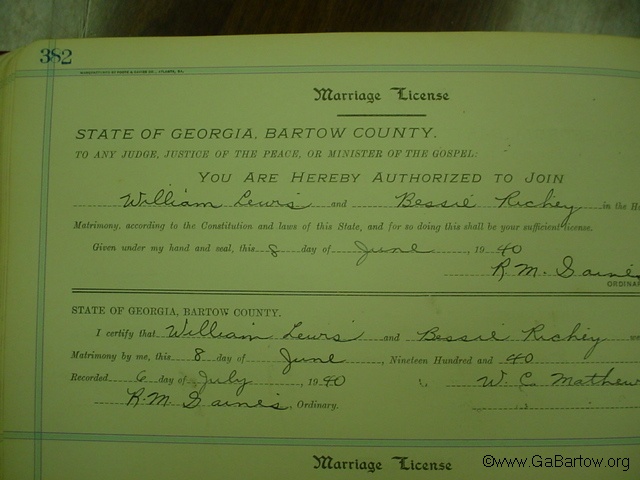 382
Marriage License
STATE OF GEORGIA, BARTOW COUNTY.
TO ANY JUDGE, JUSTICE OF THE PEACE, OR MINISTER OF THE GOSPEL:
YOU ARE HEREBY AUTHORIZED TO JOIN
William Lewis and Bessie Richey in the Ho
Matrimony, according to the Constitution and laws of this State, and for so doing this shall be your sufficient license.
Given under my hand and seal, this 8 day of June, 1940
R. M. Gaine
ORDINAR
STATE OF GEORGIA, BARTOW COUNTY.
I certify that William Lewis and Bessie Richey we
Matrimony by me, this 8 day of June, Nineteen Hundred and 40
Recorded 6 day of July, 1940 W. C. Mathew
R. M. Gaines, Ordinary.
Marriage License
©www.GaBartow.org